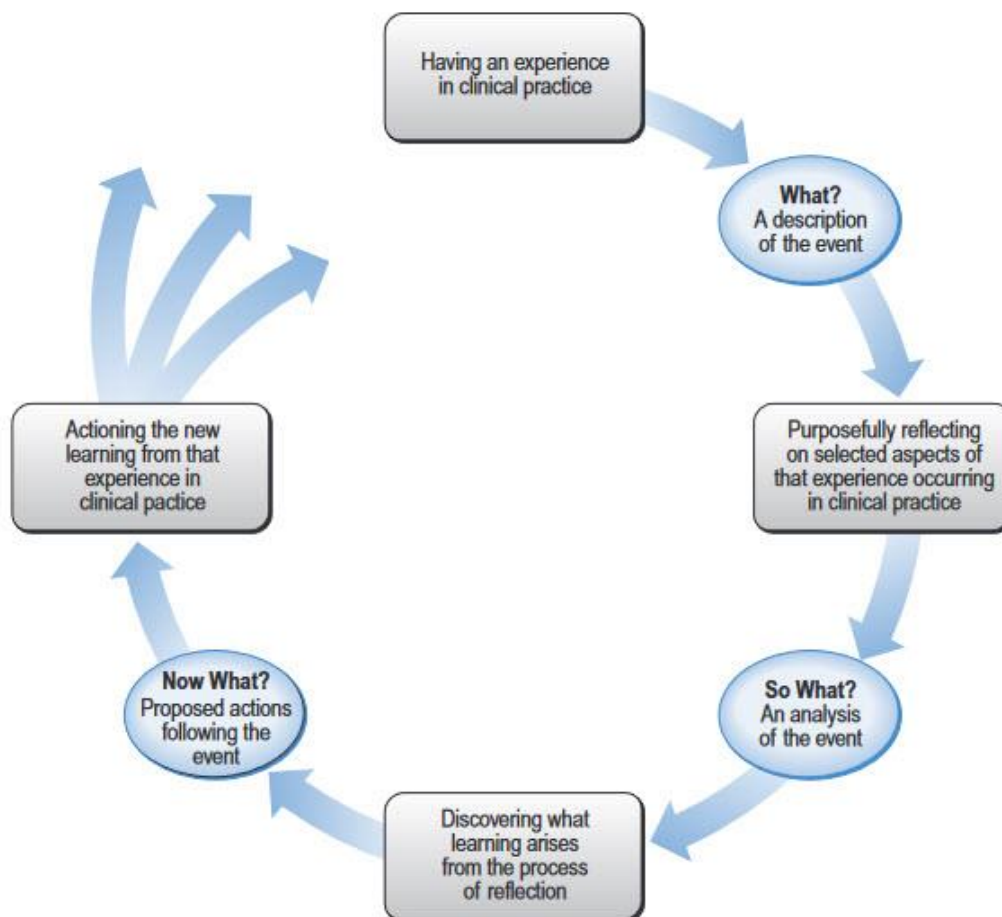 Having an experience
in clinical practice
What?
A description
of the event
Purposefully reflecting
on selected aspects of
that experience occurring
in clinical practice
So What?
An analysis
of the event
Discovering what
learning arises
from the process
of reflection
Now What?
Proposed actions
following the
event
Actioning the new
learning from that
experience in
clinical pactice